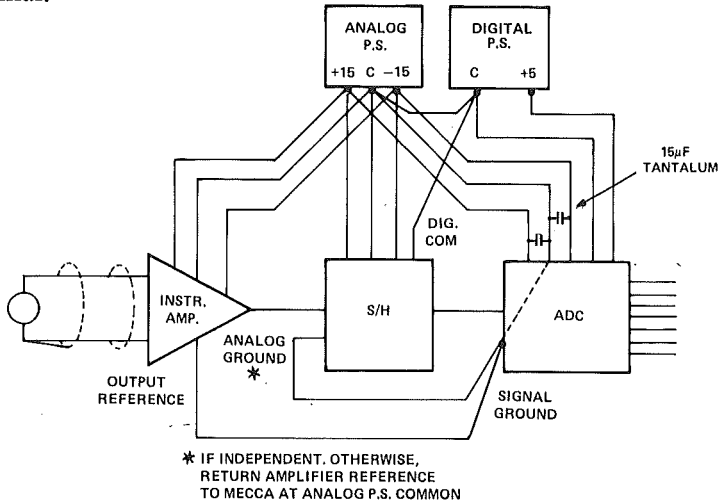 ANALOG
P.S.
+15 C -15
DIGITAL
P.S.
C +5
15μF
TANTALUM
DIG.
COM
INSTR.
AMP.
S/H
ADC
ANALOG
GROUND
*
OUTPUT
REFERENCE
SIGNAL
GROUND
* IF INDEPENDENT. OTHERWISE,
RETURN AMPLIFIER REFERENCE
TO MECCA AT ANALOG P.S. COMMON